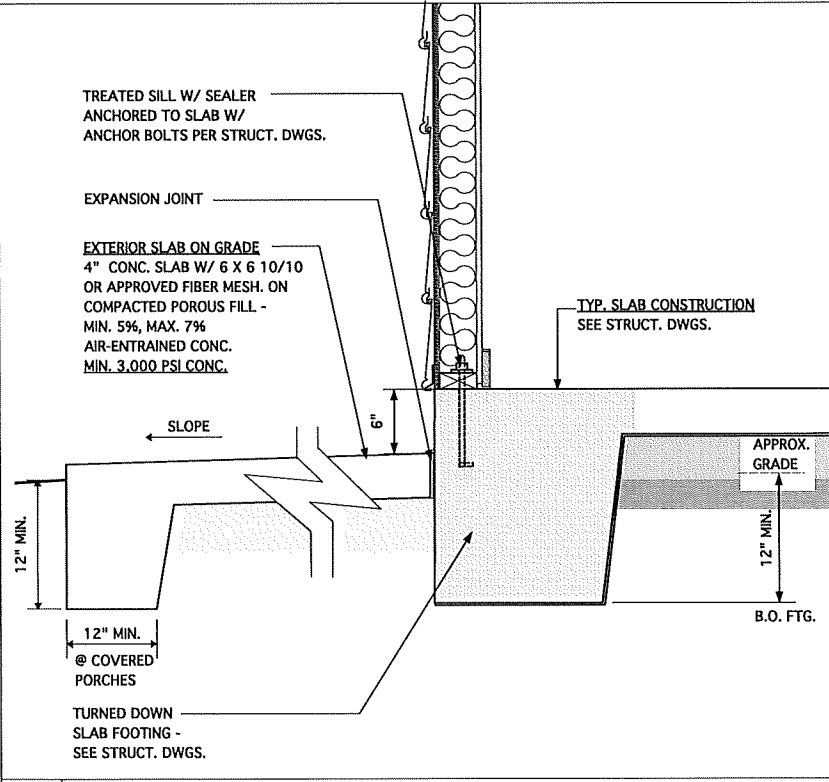 TREATED SILL W/ SEALER
ANCHORED TO SLAB W/
ANCHOR BOLTS PER STRUCT. DWGS.
EXPANSION JOINT
EXTERIOR SLAB ON GRADE
4" CONC. SLAB W/ 6 X 6 10/10
OR APPROVED FIBER MESH. ON
COMPACTED POROUS FILL -
MIN. 5%, MAX. 7%
AIR-ENTRAINED CONC.
MIN. 3,000 PSI CONC.
TYP. SLAB CONSTRUCTION
SEE STRUCT. DWGS.
6"
SLOPE
APPROX.
GRADE
12" MIN.
12" MIN.
B.O. FTG.
12" MIN.
@ COVERED
PORCHES
TURNED DOWN
SLAB FOOTING -
SEE STRUCT. DWGS.